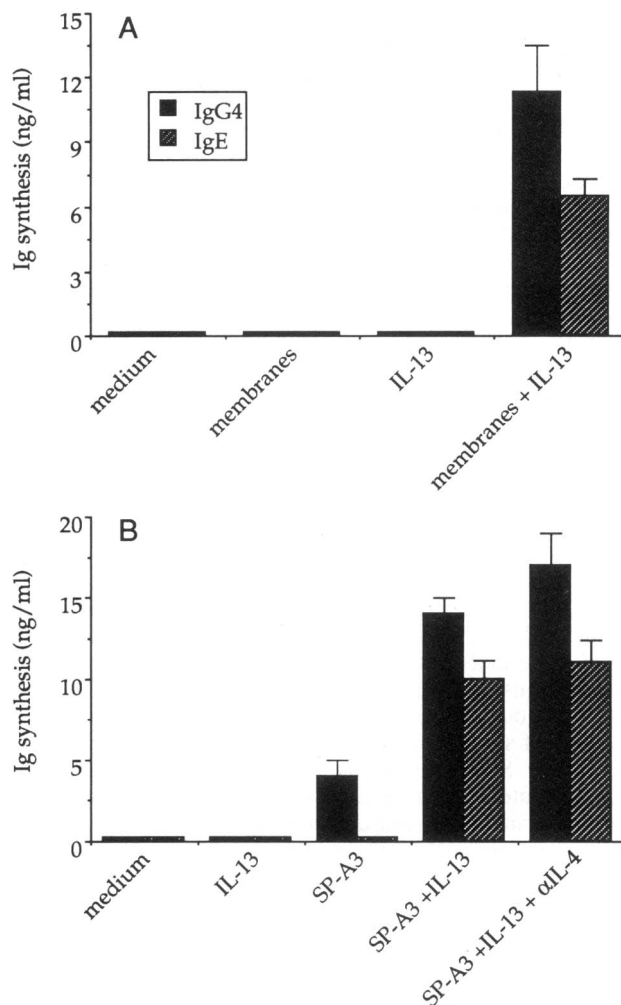 A
15
12
9
6
3
0
Ig synthesis (ng/ml)
IgG4
IgE
medium
membranes
IL-13
membranes + IL-13
B
20
15
10
5
0
Ig synthesis (ng/ml)
medium
IL-13
SP-A3
SP-A3 +IL-13
SP-A3 +IL-13 + αIL-4